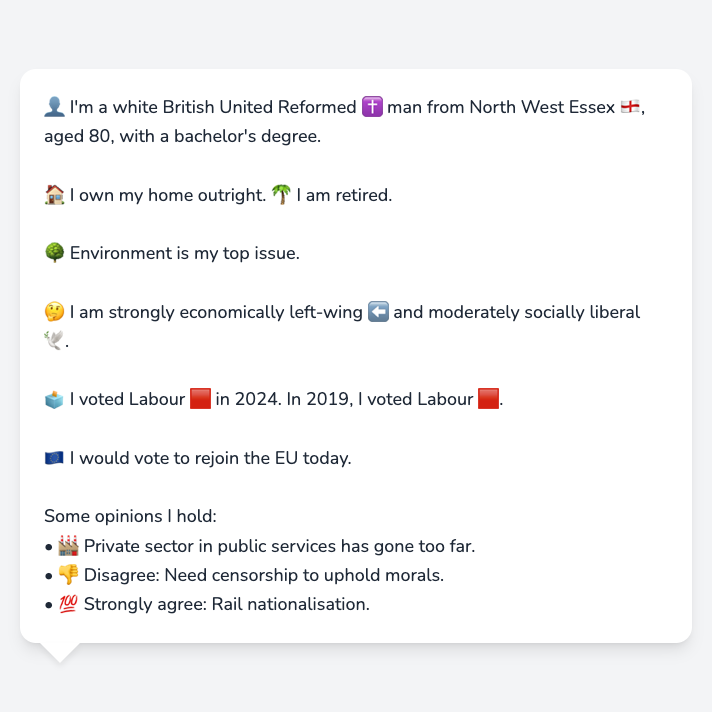 👤 I'm a white British United Reformed ✝️ man from North West Essex 🏴󠁧󠁢󠁥󠁮󠁧󠁿,
aged 80, with a bachelor's degree.
🏠 I own my home outright. 🌴 I am retired.
🌳 Environment is my top issue.
🤔 I am strongly economically left-wing ⬅️ and moderately socially liberal
🕊️.
🗳️ I voted Labour 🟥 in 2024. In 2019, I voted Labour 🟥.
🇪🇺 I would vote to rejoin the EU today.
Some opinions I hold:
• 🏭 Private sector in public services has gone too far.
• 👎 Disagree: Need censorship to uphold morals.
• 💯 Strongly agree: Rail nationalisation.